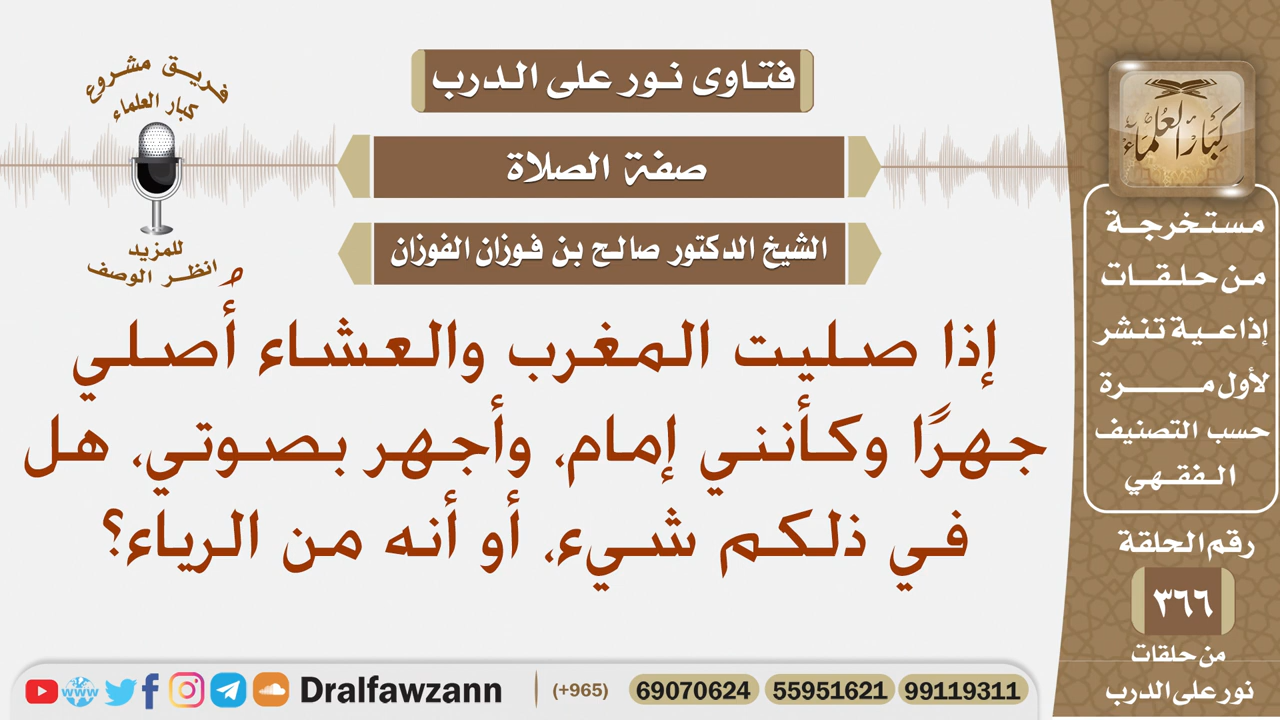 فتاوى نور على الدرب
صفة الصلاة
الشيخ الدكتور صالح بن فوزان الفوزان
فريق مشروع
كبار العلماء
للمزيد
انظر الوصف
إذا صليت المغرب والعشاء أُصلي
جهرًا وكأنني إمام، وأجهر بصوتي، هل
في ذلكم شيء، أو أنه من الرياء؟
كبار العلماء
مستخرجة
من حلقات
إذاعية تنشر
لأول مرة
حسب التصنيف
الفقهي
رقم الحلقة
٣٦٦
من حلقات
نور على الدرب
www Dralfawzann (+965) 69070624 55951621 99119311